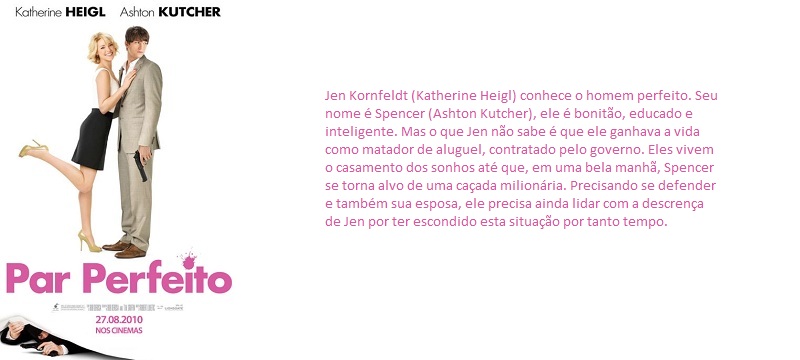 Katherine HEIGL Ashton KUTCHER
Jen Kornfeldt (Katherine Heigl) conhece o homem perfeito. Seu
nome é Spencer (Ashton Kutcher), ele é bonitão, educado e
inteligente. Mas o que Jen não sabe é que ele ganhava a vida
como matador de aluguel, contratado pelo governo. Eles vivem
o casamento dos sonhos até que, em uma bela manhã, Spencer
se torna alvo de uma caçada milionária. Precisando se defender
e também sua esposa, ele precisa ainda lidar com a descrença
de Jen por ter escondido esta situação por tanto tempo.
Par Perfeito
27.08.2010
NOS CINEMAS